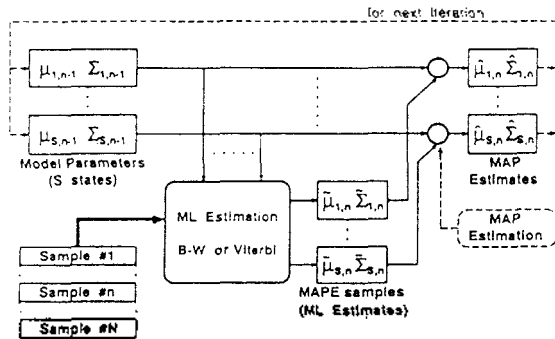 for next iteration
μ1,n-1 Σ1,n-1
μ̂1,n Σ̂1,n
μS,n-1 ΣS,n-1
μ̂S,n Σ̂S,n
Model Parameters
(S states)
MAP
Estimates
ML Estimation
B-W or Viterbi
μ̃1,n Σ̃1,n
μ̃S,n Σ̃S,n
MAP
Estimation
Sample #1
Sample #n
Sample #N
MAPE samples
(ML Estimates)